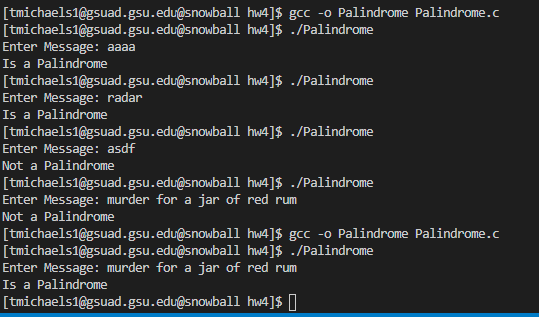 [tmichaels1@gsuad.gsu.edu@snowball hw4]$ gcc -o Palindrome Palindrome.c
[tmichaels1@gsuad.gsu.edu@snowball hw4]$ ./Palindrome
Enter Message: aaaa
Is a Palindrome
[tmichaels1@gsuad.gsu.edu@snowball hw4]$ ./Palindrome
Enter Message: radar
Is a Palindrome
[tmichaels1@gsuad.gsu.edu@snowball hw4]$ ./Palindrome
Enter Message: asdf
Not a Palindrome
[tmichaels1@gsuad.gsu.edu@snowball hw4]$ ./Palindrome
Enter Message: murder for a jar of red rum
Not a Palindrome
[tmichaels1@gsuad.gsu.edu@snowball hw4]$ gcc -o Palindrome Palindrome.c
[tmichaels1@gsuad.gsu.edu@snowball hw4]$ ./Palindrome
Enter Message: murder for a jar of red rum
Is a Palindrome
[tmichaels1@gsuad.gsu.edu@snowball hw4]$